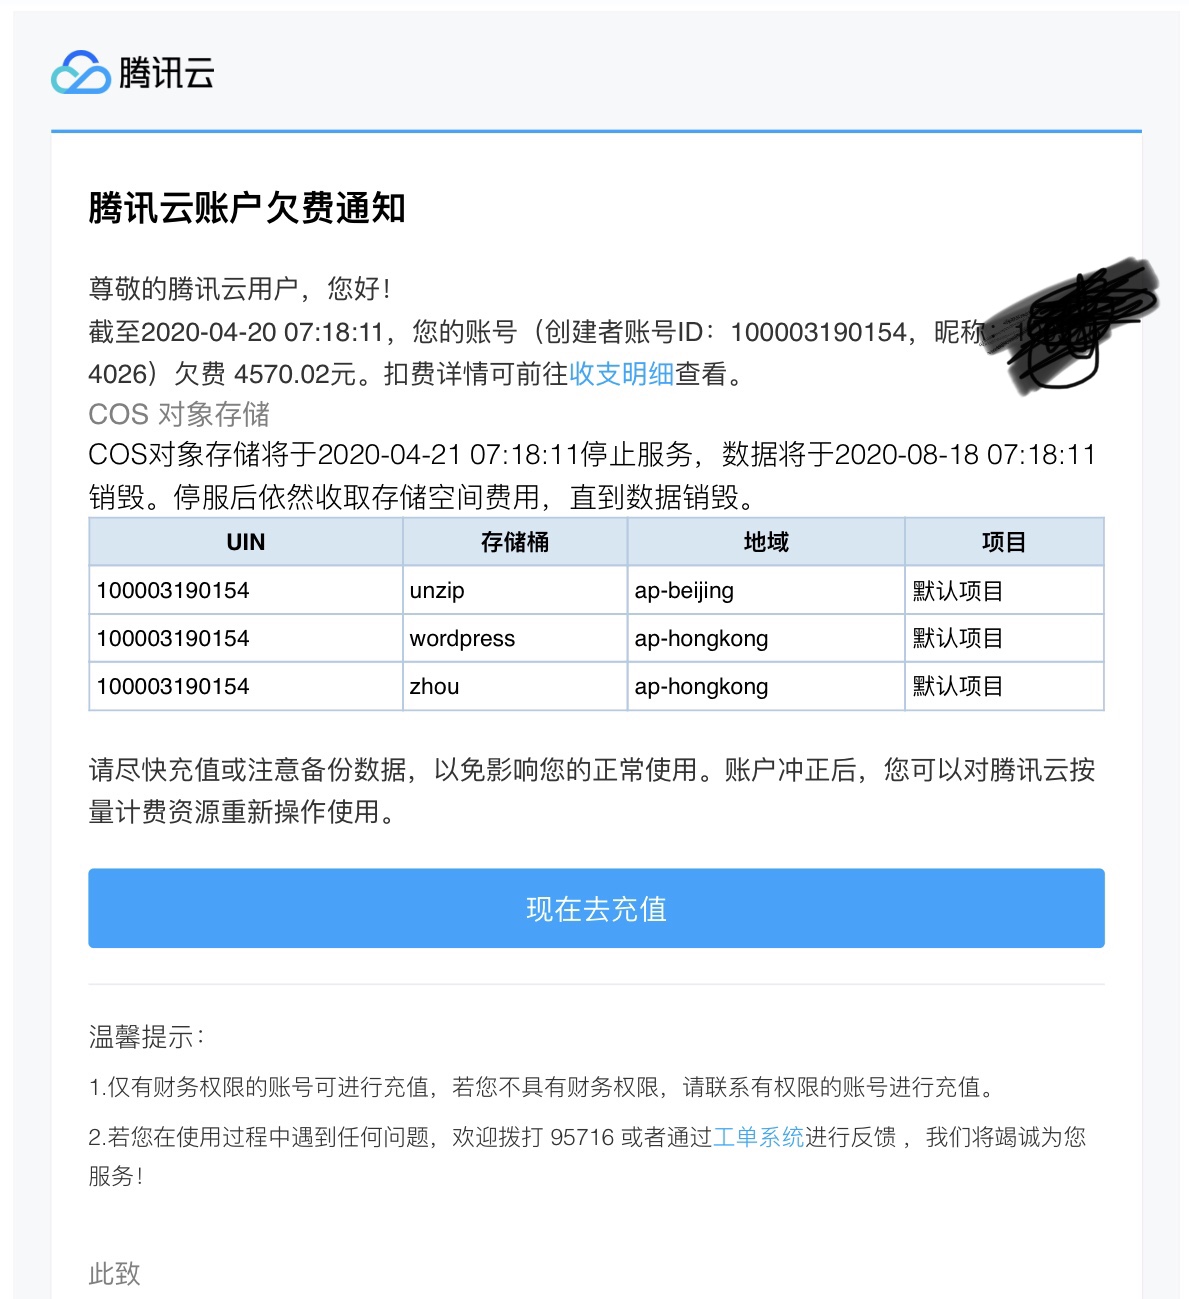 腾讯云
腾讯云账户欠费通知
尊敬的腾讯云用户，您好！
截至2020-04-20 07:18:11，您的账号（创建者账号ID：100003190154，昵称：
4026）欠费 4570.02元。扣费详情可前往收支明细查看。
COS 对象存储
COS对象存储将于2020-04-21 07:18:11停止服务，数据将于2020-08-18 07:18:11
销毁。停服后依然收取存储空间费用，直到数据销毁。
UIN 存储桶 地域 项目
100003190154 unzip ap-beijing 默认项目
100003190154 wordpress ap-hongkong 默认项目
100003190154 zhou ap-hongkong 默认项目
请尽快充值或注意备份数据，以免影响您的正常使用。账户冲正后，您可以对腾讯云按
量计费资源重新操作使用。
现在去充值
温馨提示：
1.仅有财务权限的账号可进行充值，若您不具有财务权限，请联系有权限的账号进行充值。
2.若您在使用过程中遇到任何问题，欢迎拨打 95716 或者通过工单系统进行反馈 ，我们将竭诚为您
服务！
此致